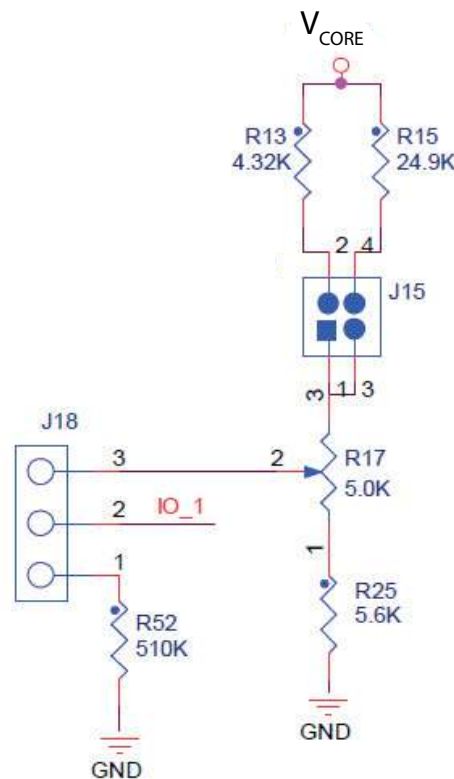 V CORE
R13
4.32K
R15
24.9K
2 4
J15
3 1 3
J18
3
2
R17
5.0K
2
IO_1
1
1
R25
5.6K
R52
510K
GND
GND